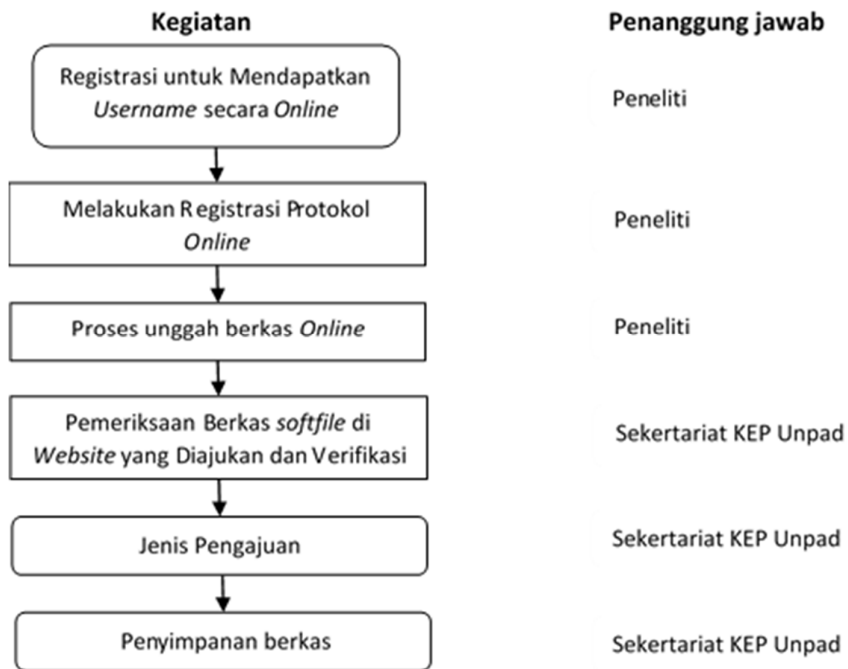 Kegiatan Penanggung jawab
Registrasi untuk Mendapatkan
Username secara Online
Peneliti
Melakukan Registrasi Protokol
Online
Peneliti
Proses unggah berkas Online
Peneliti
Pemeriksaan Berkas softfile di
Website yang Diajukan dan Verifikasi
Sekertariat KEP Unpad
Jenis Pengajuan
Sekertariat KEP Unpad
Penyimpanan berkas
Sekertariat KEP Unpad